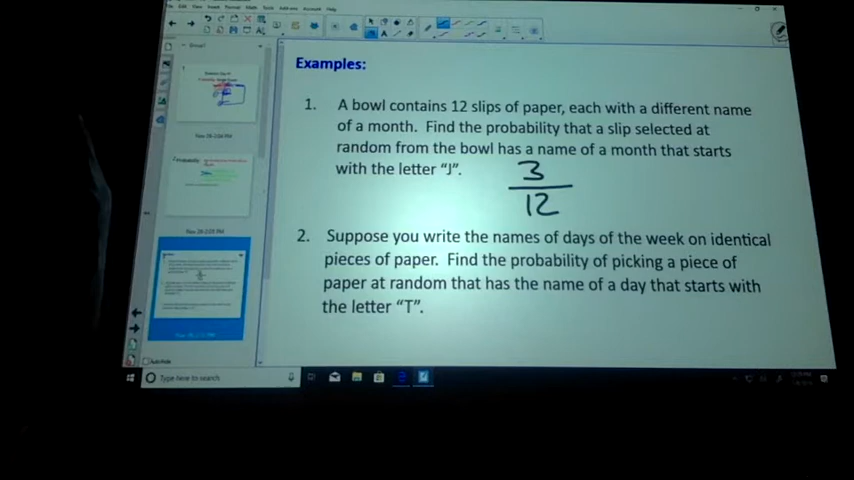 Examples:
1. A bowl contains 12 slips of paper, each with a different name
of a month. Find the probability that a slip selected at
random from the bowl has a name of a month that starts
with the letter “J”.
3
12
2. Suppose you write the names of days of the week on identical
pieces of paper. Find the probability of picking a piece of
paper at random that has the name of a day that starts with
the letter “T”.
Type here to search